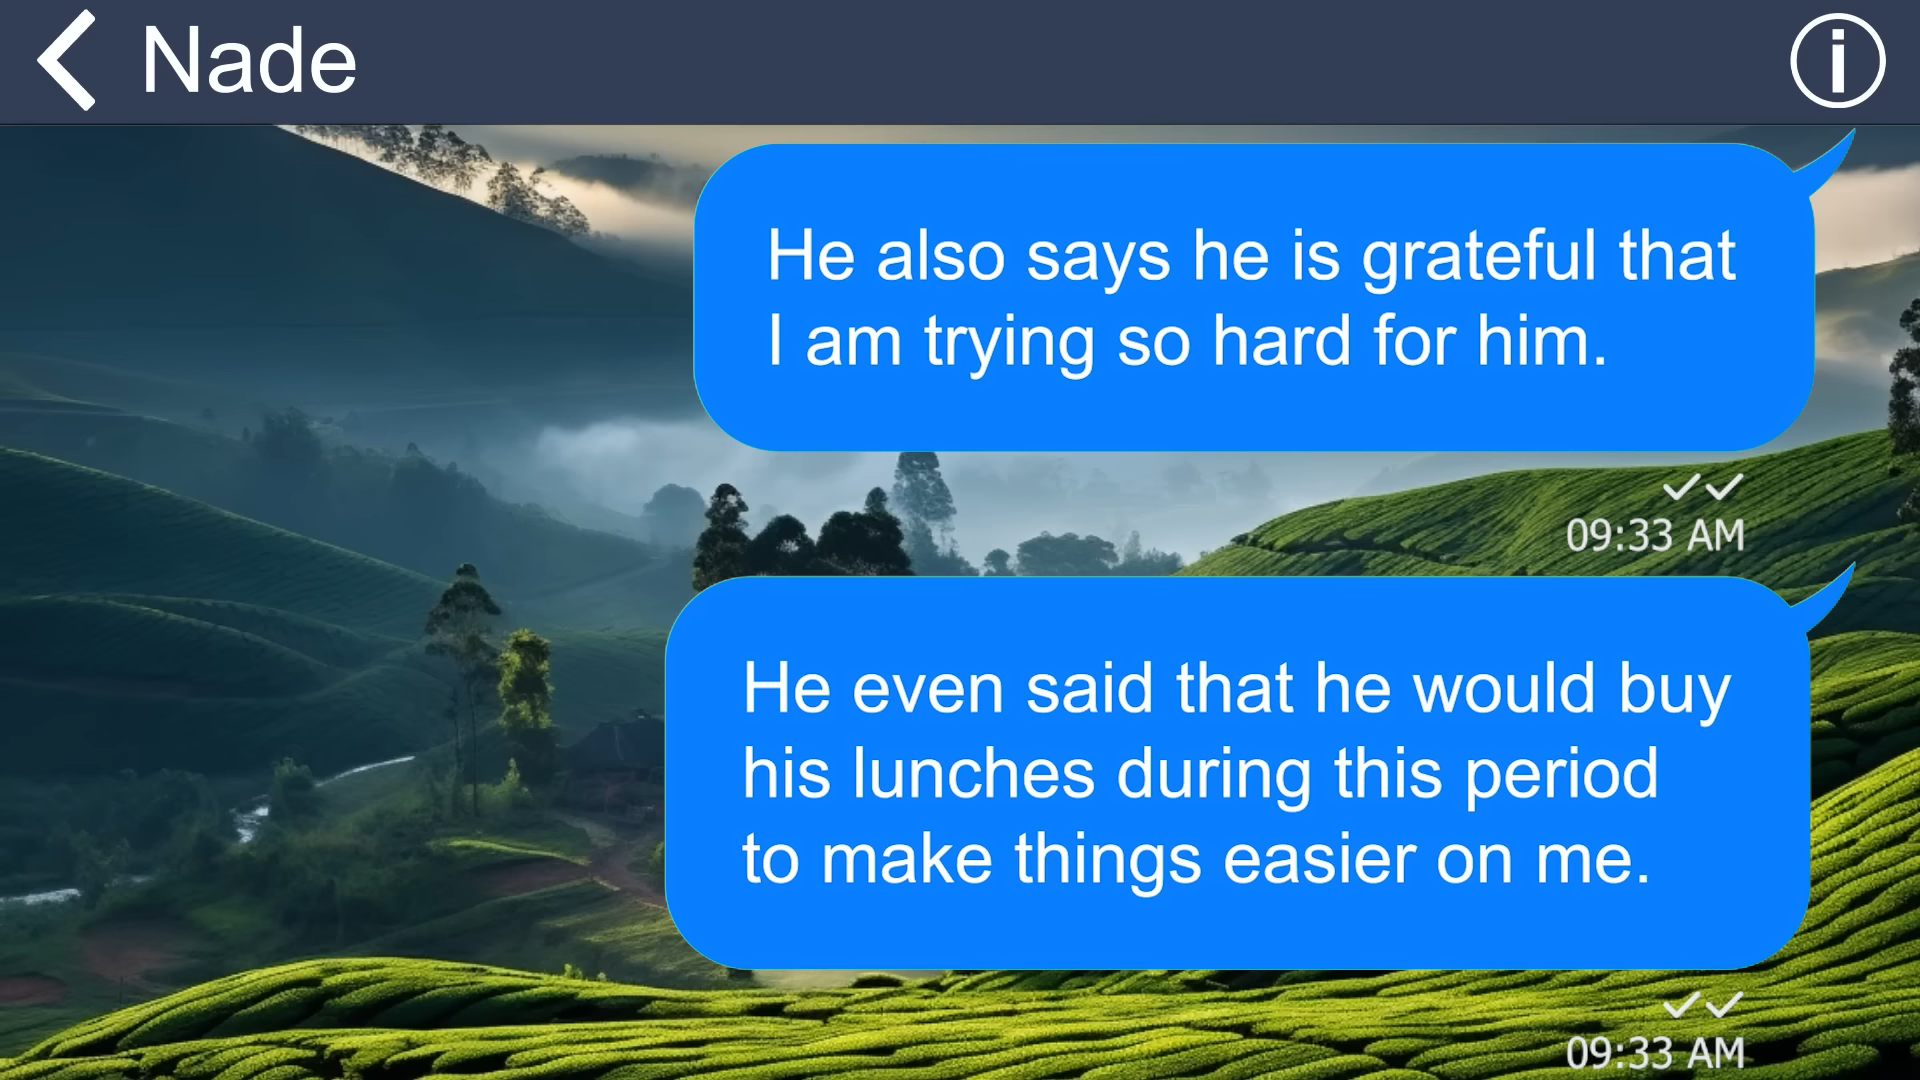 Nade
He also says he is grateful that
I am trying so hard for him.
09:33 AM
He even said that he would buy
his lunches during this period
to make things easier on me.
09:33 AM